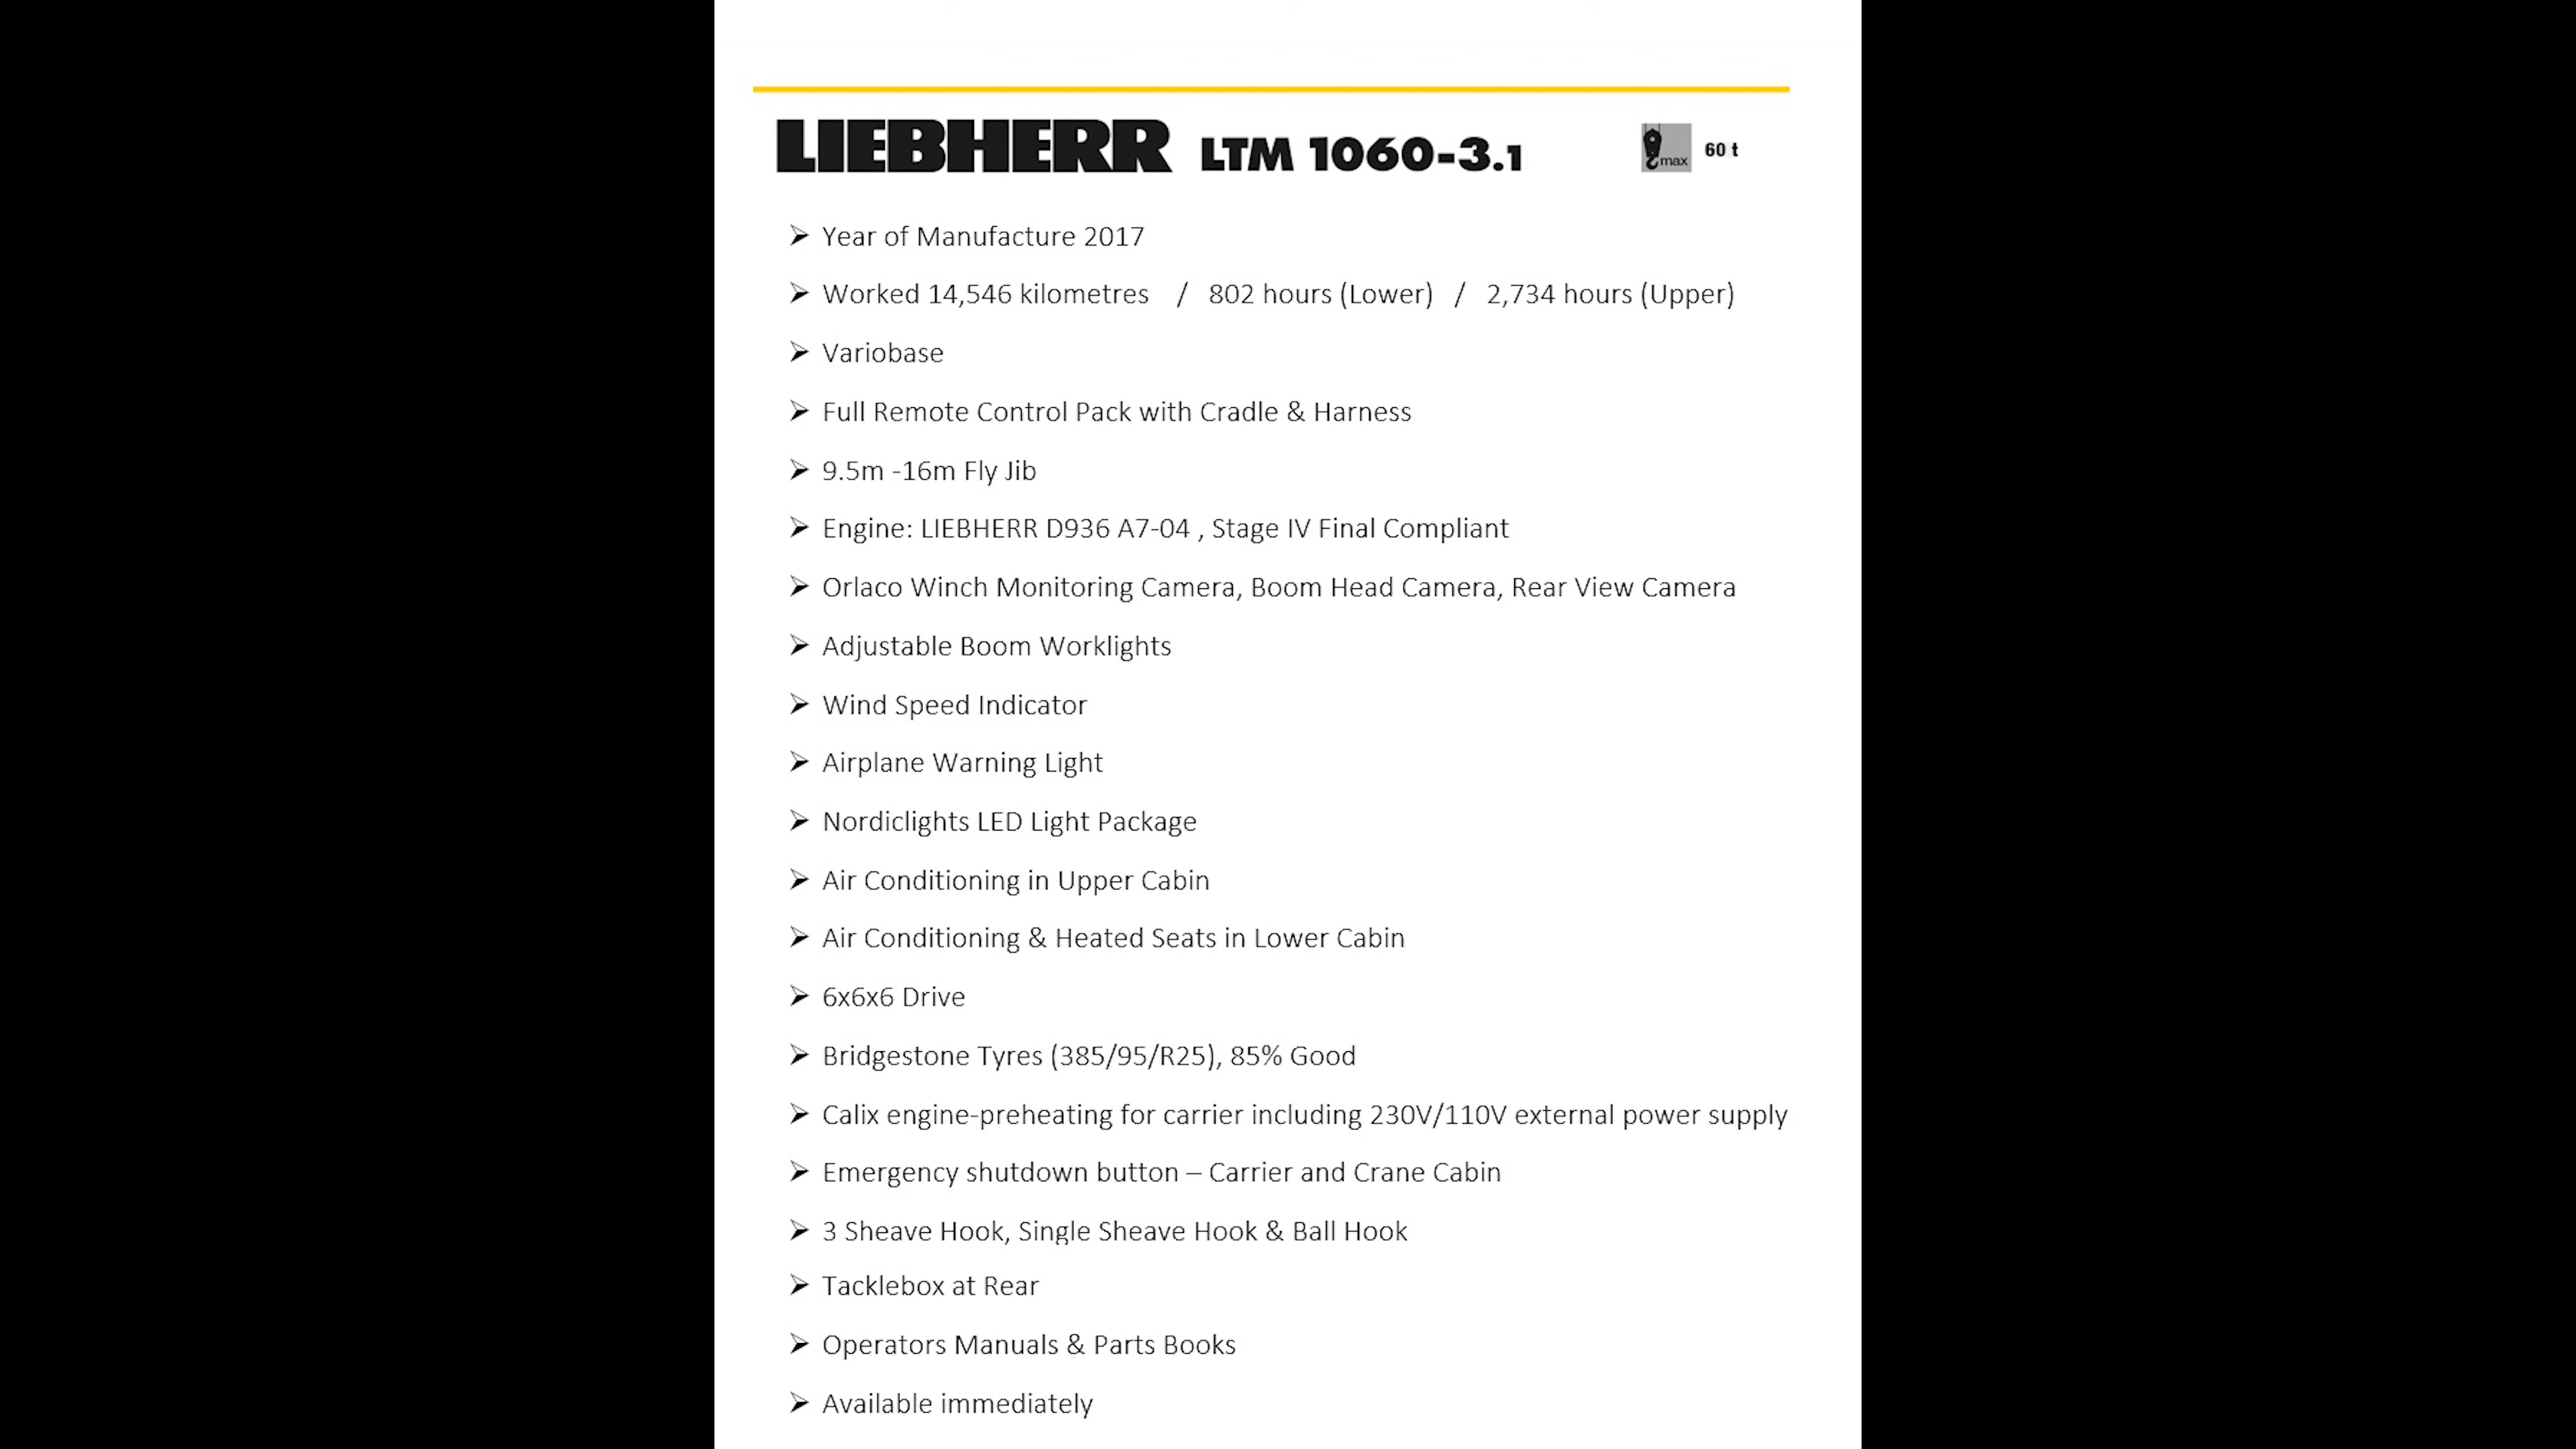 LIEBHERR LTM 1060-3.1 max 60 t
Year of Manufacture 2017
Worked 14,546 kilometres / 802 hours (Lower) / 2,734 hours (Upper)
Variobase
Full Remote Control Pack with Cradle & Harness
9.5m -16m Fly Jib
Engine: LIEBHERR D936 A7-04 , Stage IV Final Compliant
Orlaco Winch Monitoring Camera, Boom Head Camera, Rear View Camera
Adjustable Boom Worklights
Wind Speed Indicator
Airplane Warning Light
Nordiclights LED Light Package
Air Conditioning in Upper Cabin
Air Conditioning & Heated Seats in Lower Cabin
6x6x6 Drive
Bridgestone Tyres (385/95/R25), 85% Good
Calix engine-preheating for carrier including 230V/110V external power supply
Emergency shutdown button – Carrier and Crane Cabin
3 Sheave Hook, Single Sheave Hook & Ball Hook
Tacklebox at Rear
Operators Manuals & Parts Books
Available immediately